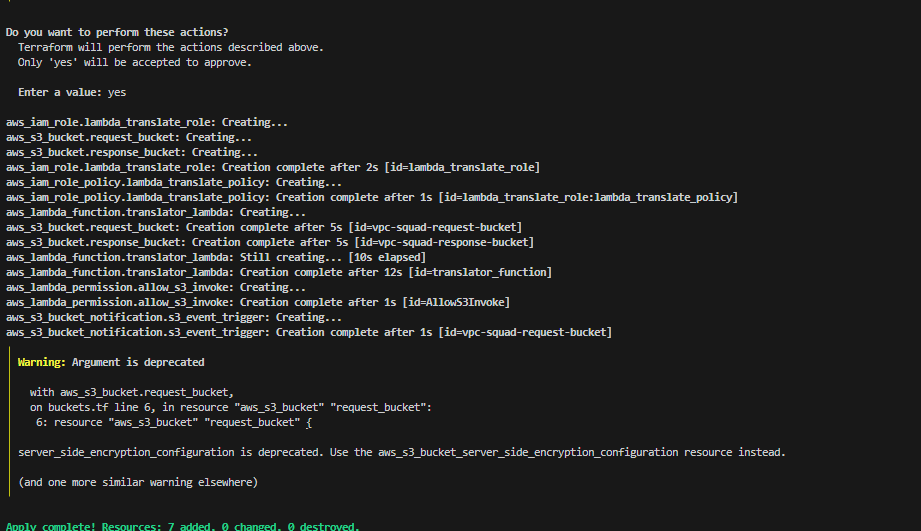 Do you want to perform these actions?
Terraform will perform the actions described above.
Only 'yes' will be accepted to approve.
Enter a value: yes
aws_iam_role.lambda_translate_role: Creating...
aws_s3_bucket.request_bucket: Creating...
aws_s3_bucket.response_bucket: Creating...
aws_iam_role.lambda_translate_role: Creation complete after 2s [id=lambda_translate_role]
aws_iam_role_policy.lambda_translate_policy: Creating...
aws_iam_role_policy.lambda_translate_policy: Creation complete after 1s [id=lambda_translate_role:lambda_translate_policy]
aws_lambda_function.translator_lambda: Creating...
aws_s3_bucket.request_bucket: Creation complete after 5s [id=vpc-squad-request-bucket]
aws_s3_bucket.response_bucket: Creation complete after 5s [id=vpc-squad-response-bucket]
aws_lambda_function.translator_lambda: Still creating... [10s elapsed]
aws_lambda_function.translator_lambda: Creation complete after 12s [id=translator_function]
aws_lambda_permission.allow_s3_invoke: Creating...
aws_lambda_permission.allow_s3_invoke: Creation complete after 1s [id=AllowS3Invoke]
aws_s3_bucket_notification.s3_event_trigger: Creating...
aws_s3_bucket_notification.s3_event_trigger: Creation complete after 1s [id=vpc-squad-request-bucket]
Warning: Argument is deprecated
with aws_s3_bucket.request_bucket,
on buckets.tf line 6, in resource "aws_s3_bucket" "request_bucket":
6: resource "aws_s3_bucket" "request_bucket" {
server_side_encryption_configuration is deprecated. Use the aws_s3_bucket_server_side_encryption_configuration resource instead.
(and one more similar warning elsewhere)
Apply complete! Resources: 7 added, 0 changed, 0 destroyed.